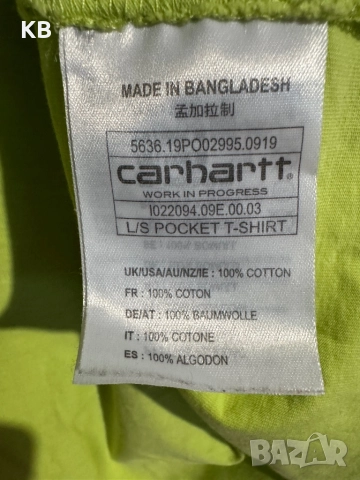 KB
MADE IN BANGLADESH
孟加拉制
5636.19PO02995.0919
carhartt®
WORK IN PROGRESS
I022094.09E.00.03
L/S POCKET T-SHIRT
UK/USA/AU/NZ/IE : 100% COTTON
FR : 100% COTON
DE/AT : 100% BAUMWOLLE
IT : 100% COTONE
ES : 100% ALGODON
BAZAR